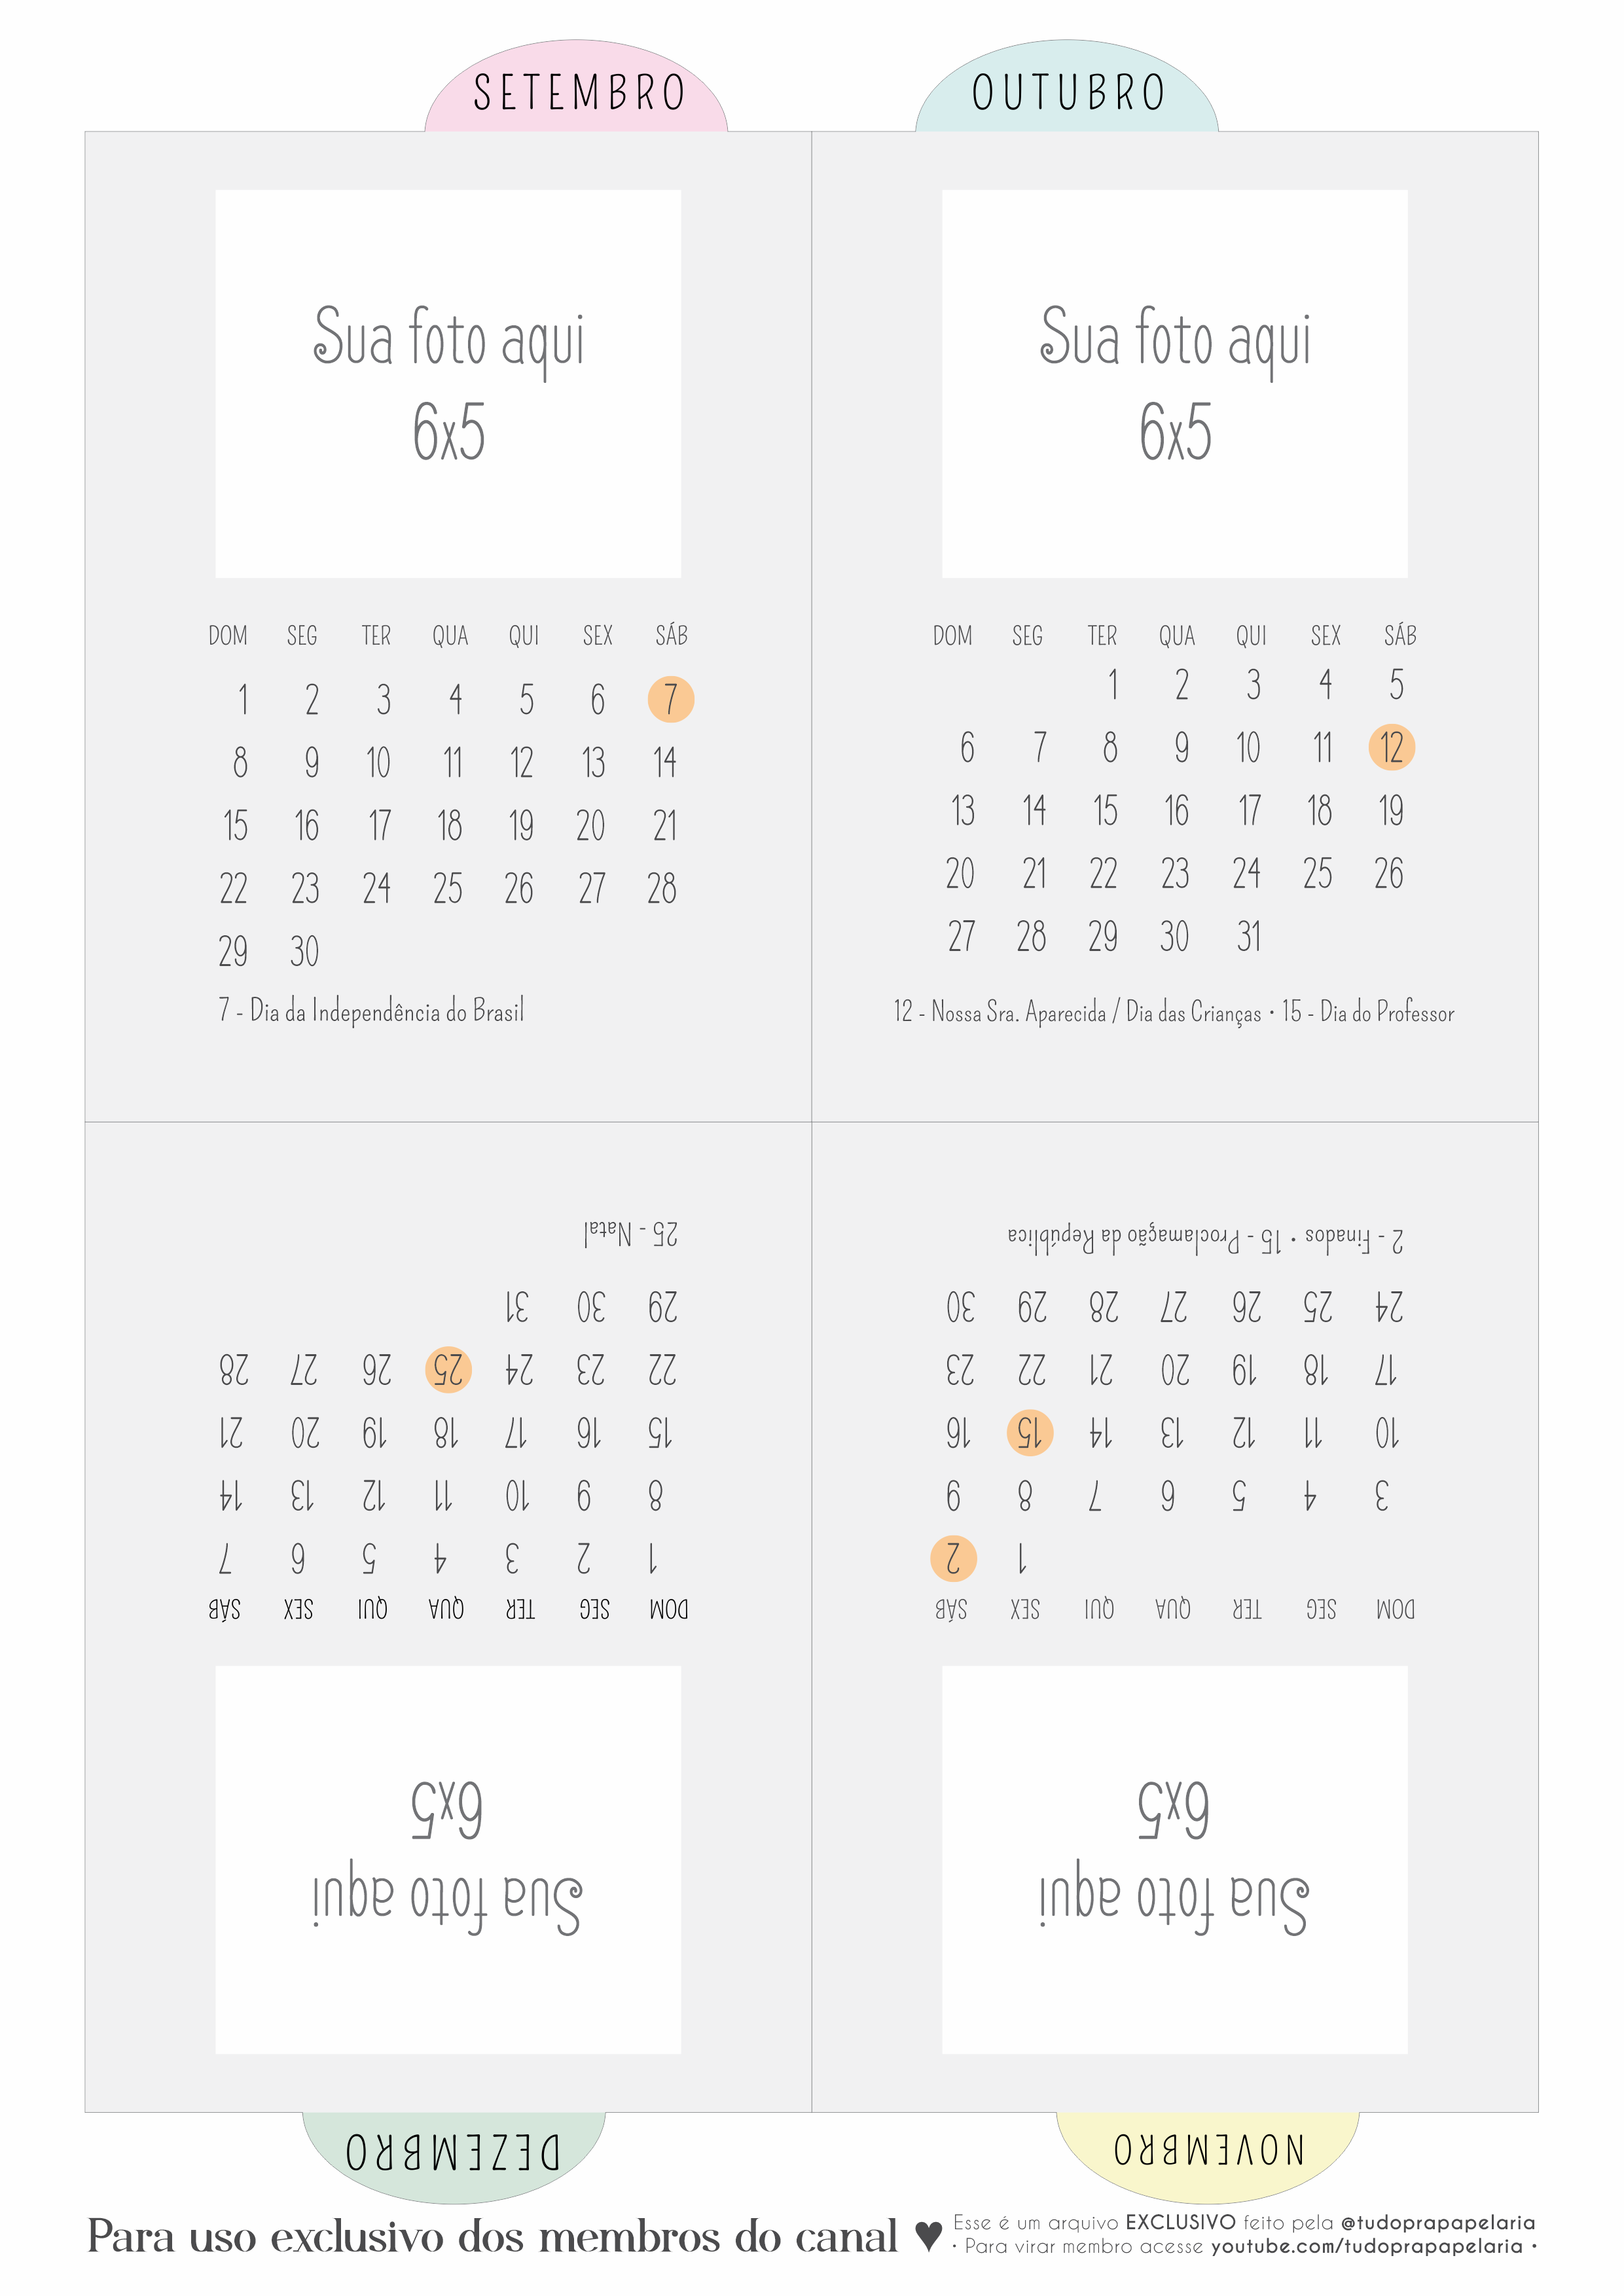 SETEMBRO
Sua foto aqui
6x5
DOM SEG TER QUA QUI SEX SÁB
1 2 3 4 5 6 7
8 9 10 11 12 13 14
15 16 17 18 19 20 21
22 23 24 25 26 27 28
29 30
7 - Dia da Independência do Brasil
OUTUBRO
Sua foto aqui
6x5
DOM SEG TER QUA QUI SEX SÁB
1 2 3 4 5
6 7 8 9 10 11 12
13 14 15 16 17 18 19
20 21 22 23 24 25 26
27 28 29 30 31
12 - Nossa Sra. Aparecida / Dia das Crianças • 15 - Dia do Professor
NOVEMBRO
Sua foto aqui
6x5
DOM SEG TER QUA QUI SEX SÁB
1 2
3 4 5 6 7 8 9
10 11 12 13 14 15 16
17 18 19 20 21 22 23
24 25 26 27 28 29 30
2 - Finados • 15 - Proclamação da República
DEZEMBRO
Sua foto aqui
6x5
DOM SEG TER QUA QUI SEX SÁB
1 2 3 4 5 6 7
8 9 10 11 12 13 14
15 16 17 18 19 20 21
22 23 24 25 26 27 28
29 30 31
25 - Natal
Para uso exclusivo dos membros do canal ♥
Esse é um arquivo EXCLUSIVO feito pela @tudoprapapelaria
• Para virar membro acesse youtube.com/tudoprapapelaria •